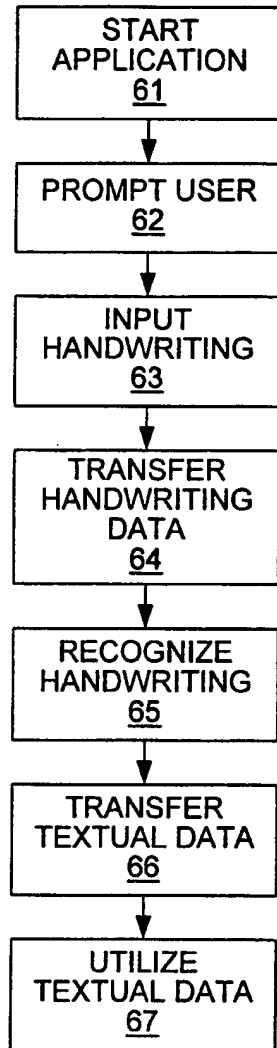 START
APPLICATION
61
PROMPT USER
62
INPUT
HANDWRITING
63
TRANSFER
HANDWRITING
DATA
64
RECOGNIZE
HANDWRITING
65
TRANSFER
TEXTUAL DATA
66
UTILIZE
TEXTUAL DATA
67